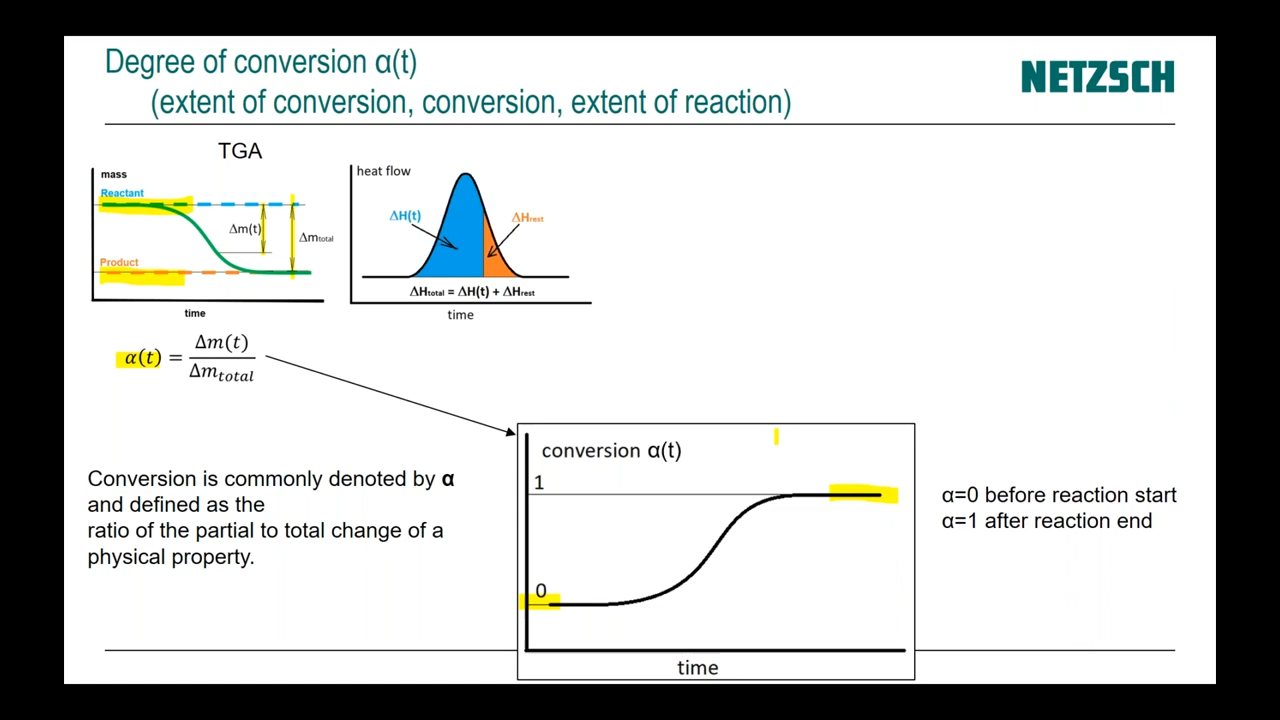 Degree of conversion α(t)
(extent of conversion, conversion, extent of reaction)
NETZSCH
TGA
mass
Reactant
Δm(t)
Δmtotal
Product
time
heat flow
ΔH(t)
ΔHrest
ΔHtotal = ΔH(t) + ΔHrest
time
α(t) = Δm(t) / Δmtotal
Conversion is commonly denoted by α
and defined as the
ratio of the partial to total change of a
physical property.
conversion α(t)
1
0
time
α=0 before reaction start
α=1 after reaction end